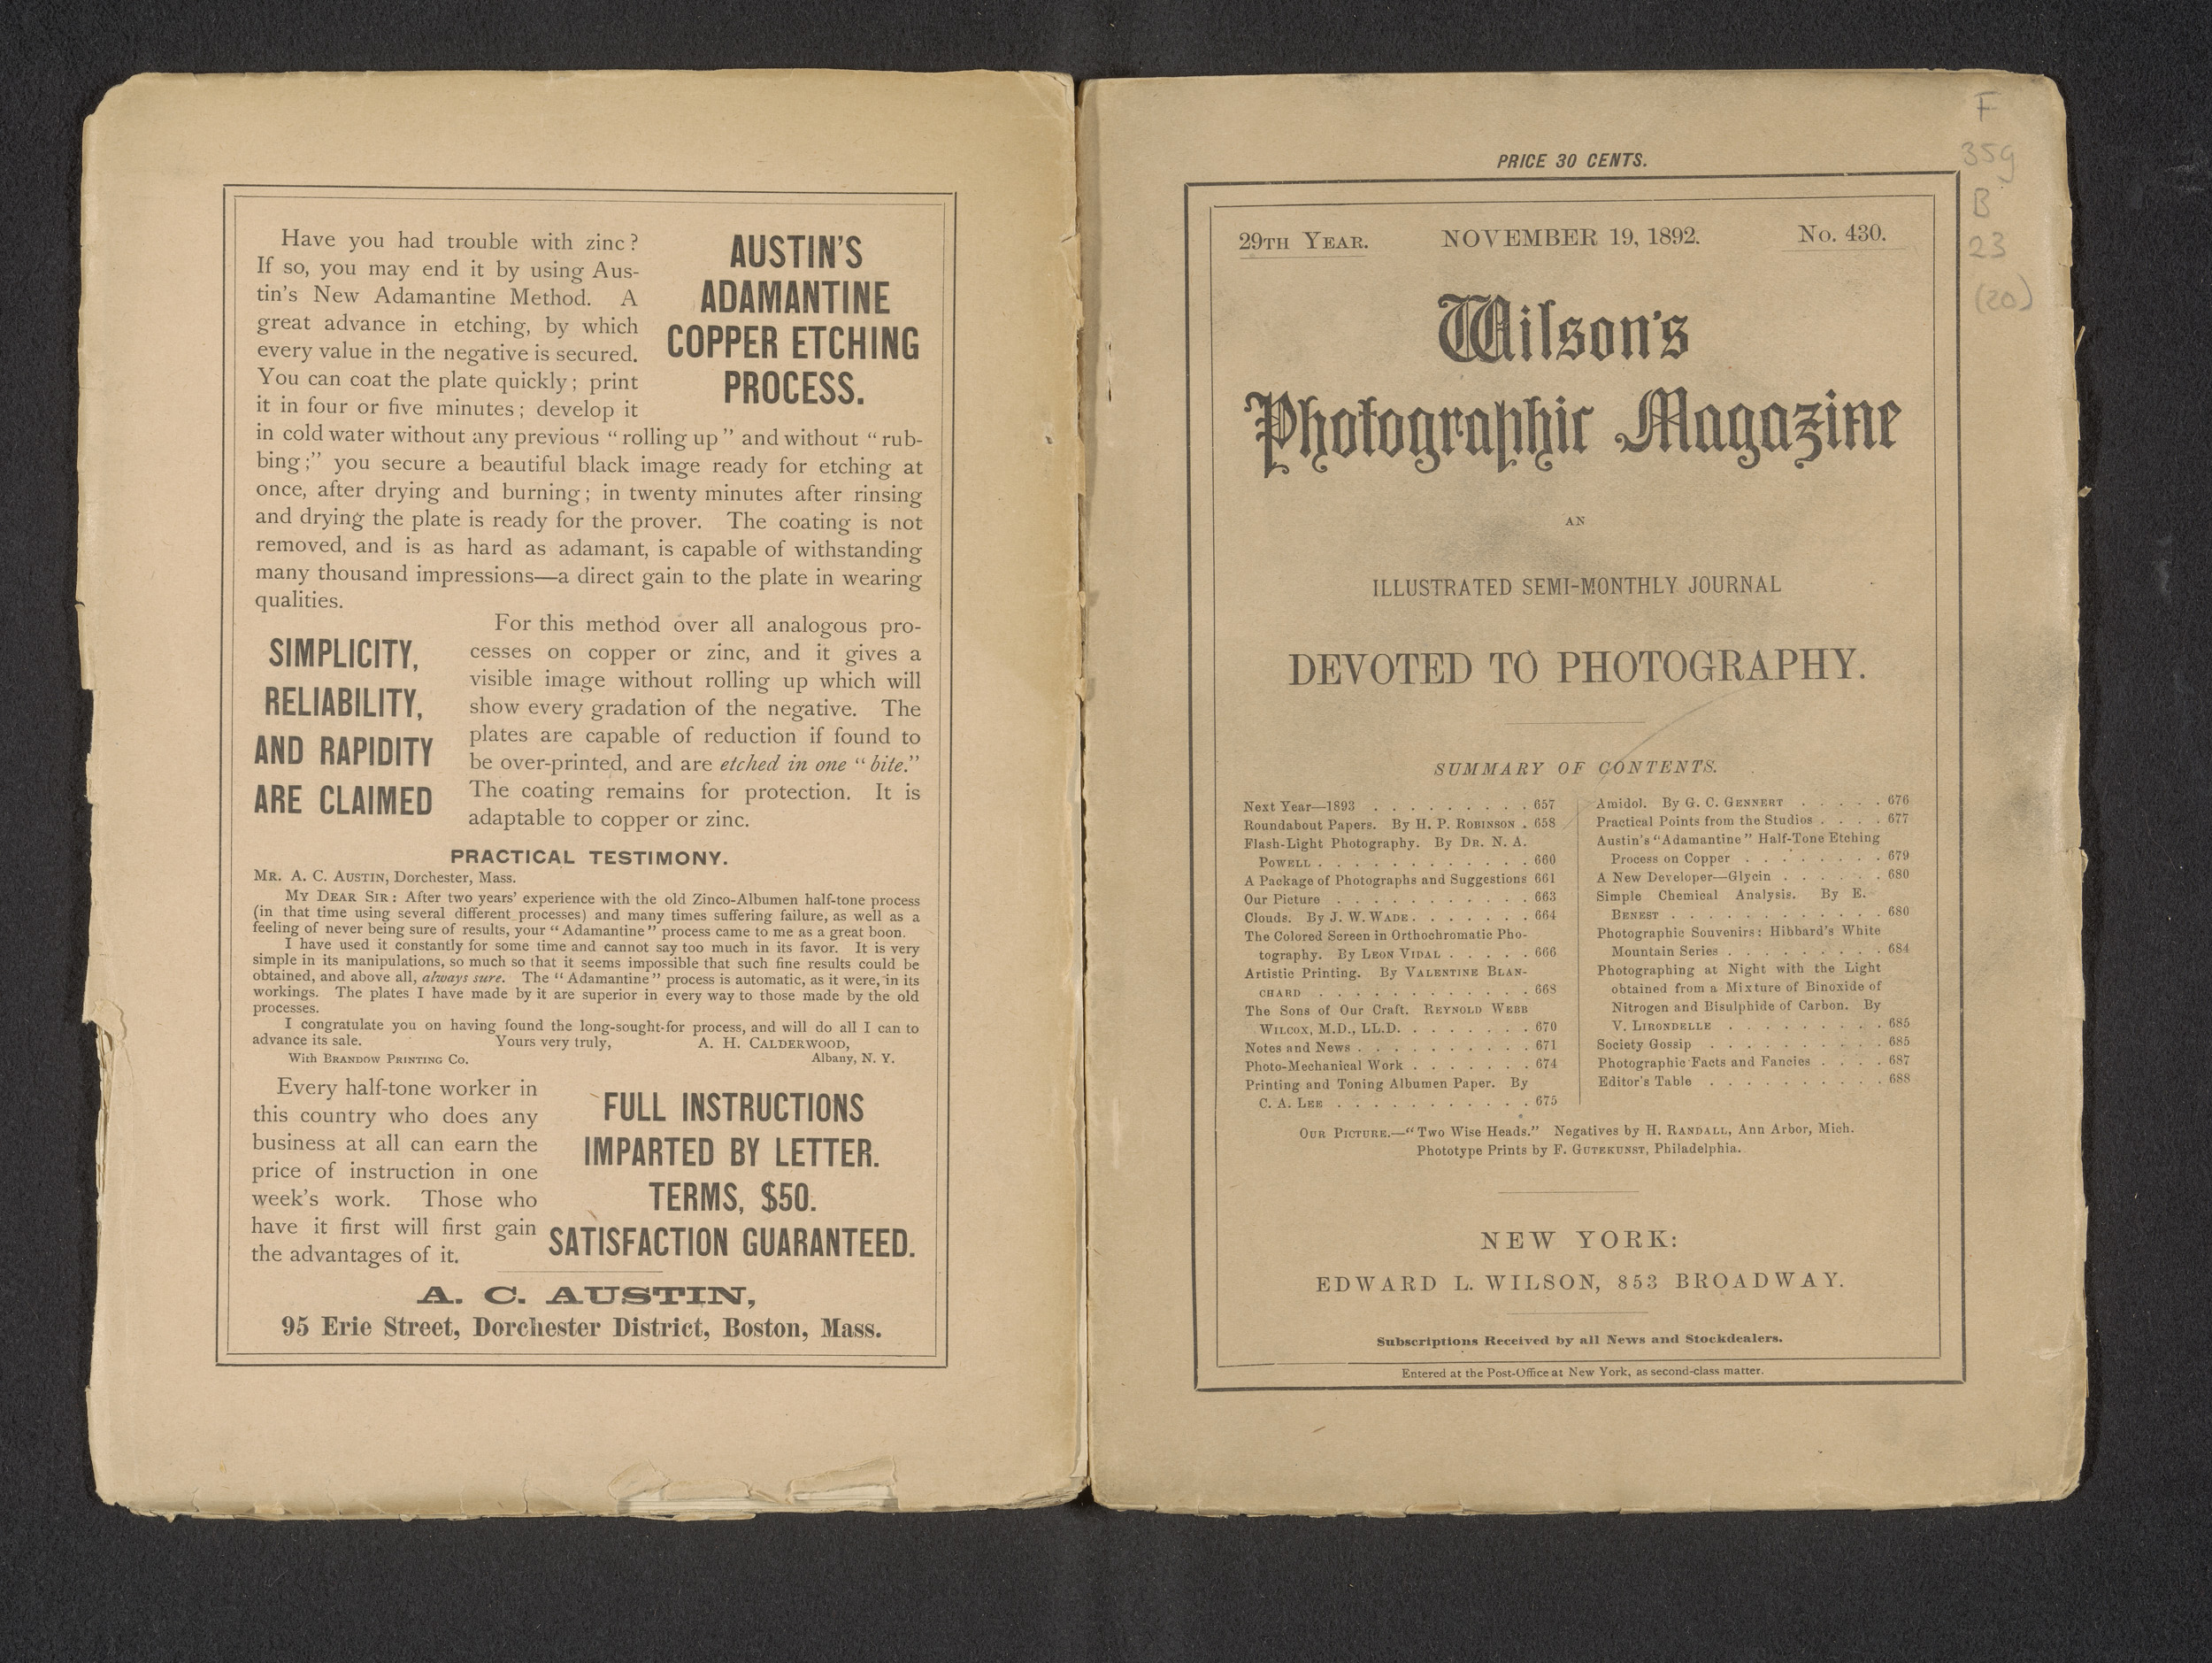 Have you had trouble with zinc?
If so, you may end it by using Aus-
tin's New Adamantine Method. A
great advance in etching, by which
every value in the negative is secured.
You can coat the plate quickly; print
it in four or five minutes; develop it
AUSTIN'S
ADAMANTINE
COPPER ETCHING
PROCESS.
in cold water without any previous "rolling up" and without "rub-
bing;" you secure a beautiful black image ready for etching at
once, after drying and burning; in twenty minutes after rinsing
and drying the plate is ready for the prover. The coating is not
removed, and is as hard as adamant, is capable of withstanding
many thousand impressions—a direct gain to the plate in wearing
qualities.
SIMPLICITY,
RELIABILITY,
AND RAPIDITY
ARE CLAIMED
For this method over all analogous pro-
cesses on copper or zinc, and it gives a
visible image without rolling up which will
show every gradation of the negative. The
plates are capable of reduction if found to
be over-printed, and are etched in one "bite."
The coating remains for protection. It is
adaptable to copper or zinc.
PRACTICAL TESTIMONY.
MR. A. C. AUSTIN, Dorchester, Mass.
MY DEAR SIR: After two years' experience with the old Zinco-Albumen half-tone process
(in that time using several different processes) and many times suffering failure, as well as a
feeling of never being sure of results, your "Adamantine" process came to me as a great boon.
I have used it constantly for some time and cannot say too much in its favor. It is very
simple in its manipulations, so much so that it seems impossible that such fine results could be
obtained, and above all, always sure. The "Adamantine" process is automatic, as it were, in its
workings. The plates I have made by it are superior in every way to those made by the old
processes.
I congratulate you on having found the long-sought-for process, and will do all I can to
advance its sale. Yours very truly, A. H. CALDERWOOD,
With BRANDOW PRINTING CO. Albany, N. Y.
Every half-tone worker in
this country who does any
business at all can earn the
price of instruction in one
week's work. Those who
have it first will first gain
the advantages of it.
FULL INSTRUCTIONS
IMPARTED BY LETTER.
TERMS, $50.
SATISFACTION GUARANTEED.
A. C. AUSTIN,
95 Erie Street, Dorchester District, Boston, Mass.
F
359
B
23
(20)
PRICE 30 CENTS.
29TH YEAR. NOVEMBER 19, 1892. No. 430.
Wilson's
Photographic Magazine
AN
ILLUSTRATED SEMI-MONTHLY JOURNAL
DEVOTED TO PHOTOGRAPHY.
SUMMARY OF CONTENTS.
Next Year—1893 . . . . . . . . . 657
Roundabout Papers. By H. P. ROBINSON . 658
Flash-Light Photography. By DR. N. A.
POWELL . . . . . . . . . . . . 660
A Package of Photographs and Suggestions 661
Our Picture . . . . . . . . . . . 663
Clouds. By J. W. WADE . . . . . . . 664
The Colored Screen in Orthochromatic Pho-
tography. By LEON VIDAL . . . . . 666
Artistic Printing. By VALENTINE BLAN-
CHARD . . . . . . . . . . . . 668
The Sons of Our Craft. REYNOLD WEBB
WILCOX, M.D., LL.D. . . . . . . . 670
Notes and News . . . . . . . . . . 671
Photo-Mechanical Work . . . . . . . 674
Printing and Toning Albumen Paper. By
C. A. LEE . . . . . . . . . . . 675
Amidol. By G. C. GENNERT . . . . . 676
Practical Points from the Studios . . . . 677
Austin's "Adamantine" Half-Tone Etching
Process on Copper . . . . . . . . 679
A New Developer—Glycin . . . . . . 680
Simple Chemical Analysis. By E.
BENEST . . . . . . . . . . . . 680
Photographic Souvenirs: Hibbard's White
Mountain Series . . . . . . . . . 684
Photographing at Night with the Light
obtained from a Mixture of Binoxide of
Nitrogen and Bisulphide of Carbon. By
V. LIRONDELLE . . . . . . . . . 685
Society Gossip . . . . . . . . . . 685
Photographic Facts and Fancies . . . . 687
Editor's Table . . . . . . . . . . 688
OUR PICTURE.—"Two Wise Heads." Negatives by H. RANDALL, Ann Arbor, Mich.
Phototype Prints by F. GUTEKUNST, Philadelphia.
NEW YORK:
EDWARD L. WILSON, 853 BROADWAY.
Subscriptions Received by all News and Stockdealers.
Entered at the Post-Office at New York, as second-class matter.